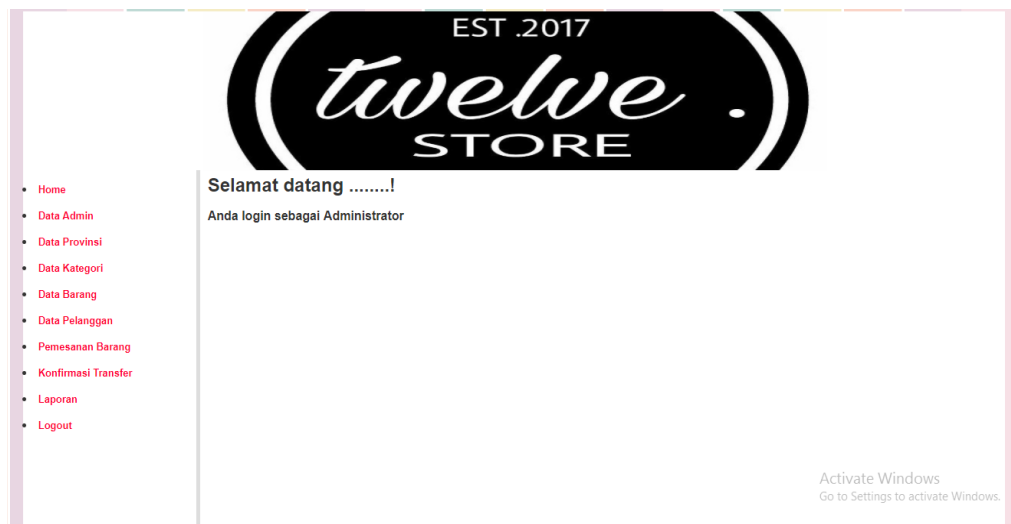 EST .2017
twelve .
STORE
Home
Data Admin
Data Provinsi
Data Kategori
Data Barang
Data Pelanggan
Pemesanan Barang
Konfirmasi Transfer
Laporan
Logout
Selamat datang ........!
Anda login sebagai Administrator
Activate Windows
Go to Settings to activate Windows.